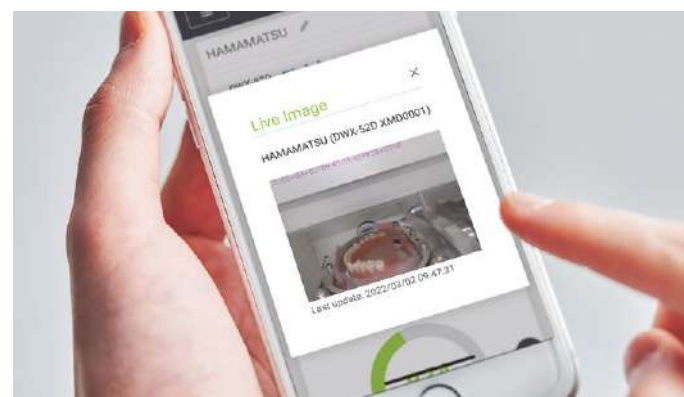 HAMAMATSU
Live Image
HAMAMATSU (DWX-52D XMD0001)
Last update. 2022/03/02 09:47:31